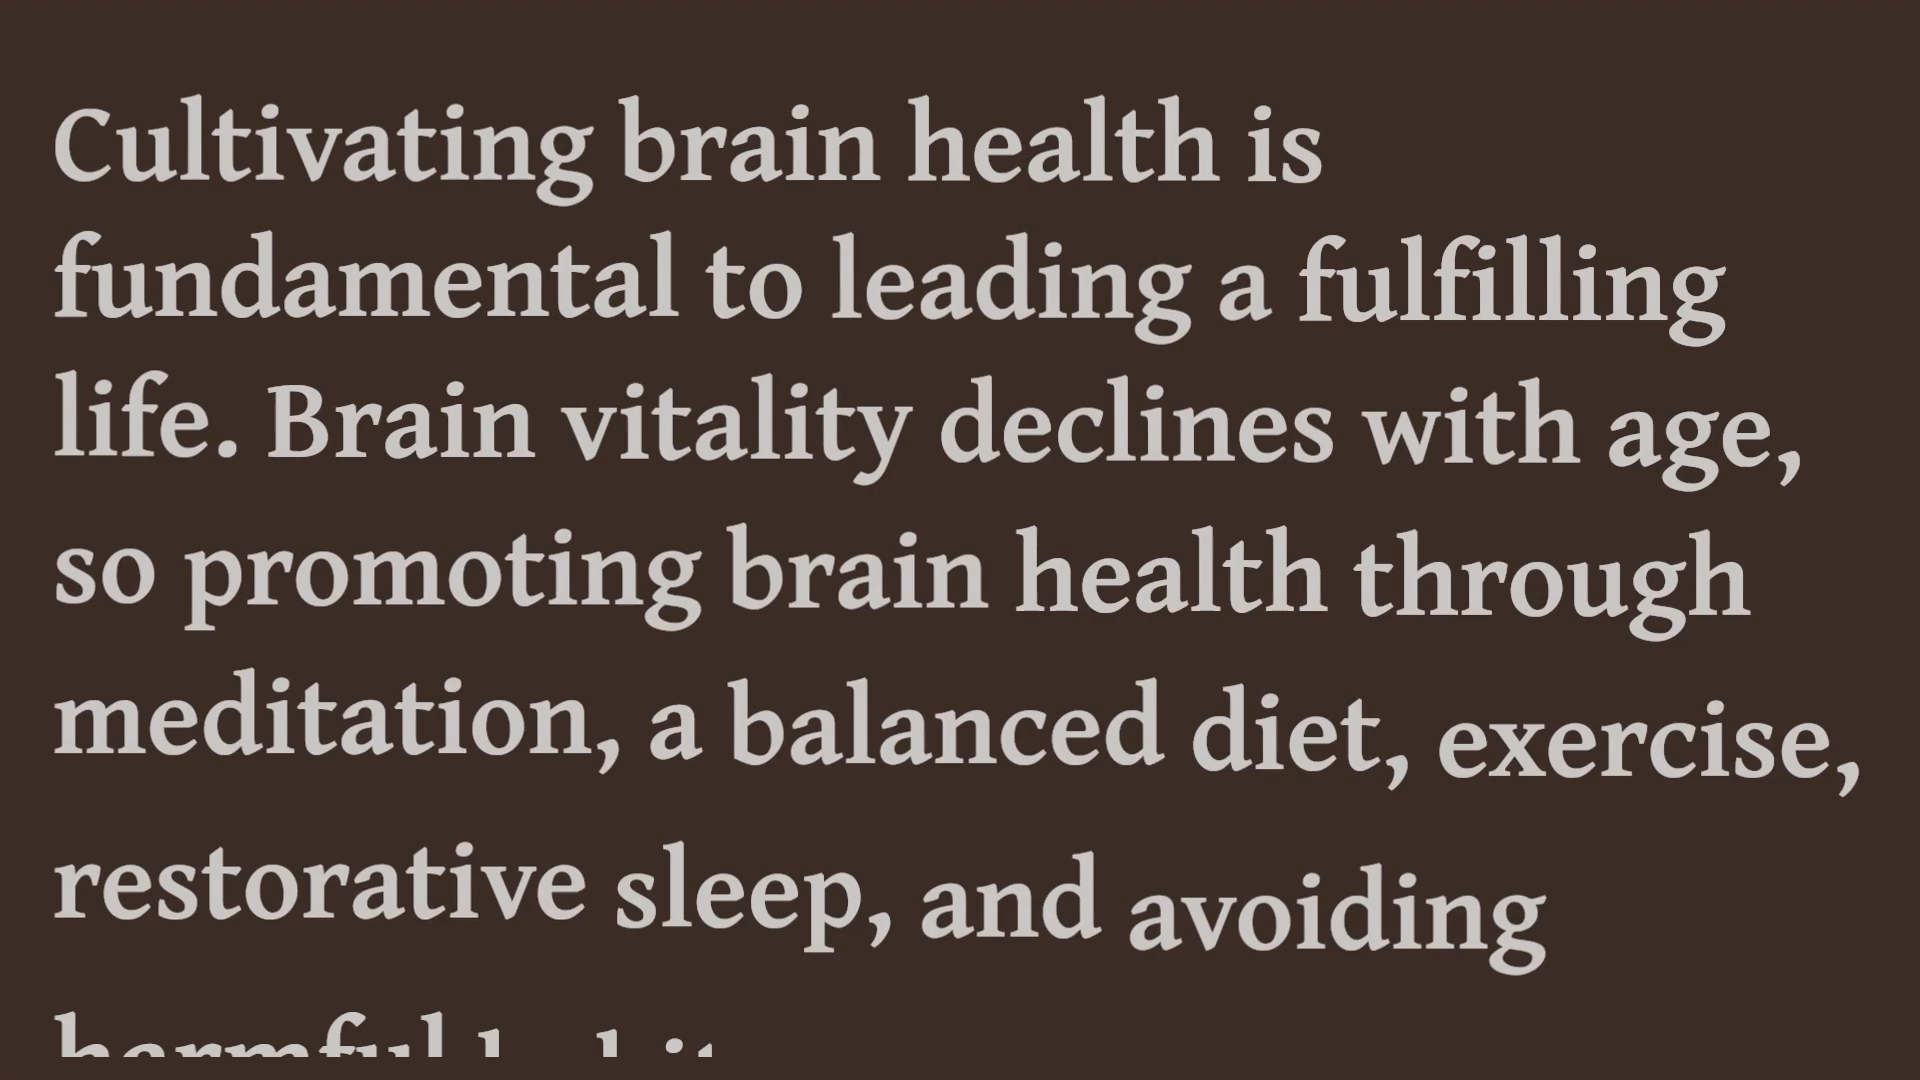 Cultivating brain health is
fundamental to leading a fulfilling
life. Brain vitality declines with age,
so promoting brain health through
meditation, a balanced diet, exercise,
restorative sleep, and avoiding
harmful